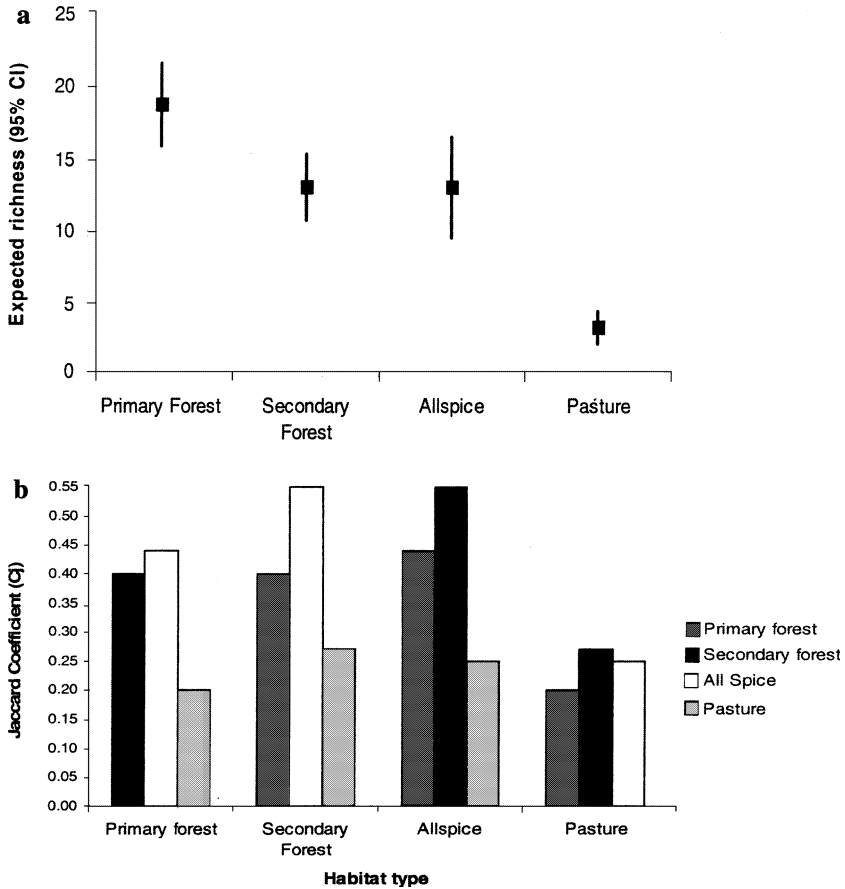 a
Expected richness (95% CI)
25
20
15
10
5
0
Primary Forest
Secondary
Forest
Allspice
Pasture
b
Jaccard Coefficient (Cj)
0.55
0.50
0.45
0.40
0.35
0.30
0.25
0.20
0.15
0.10
0.05
0.00
Primary forest
Secondary
Forest
Allspice
Pasture
Habitat type
Primary forest
Secondary forest
All Spice
Pasture